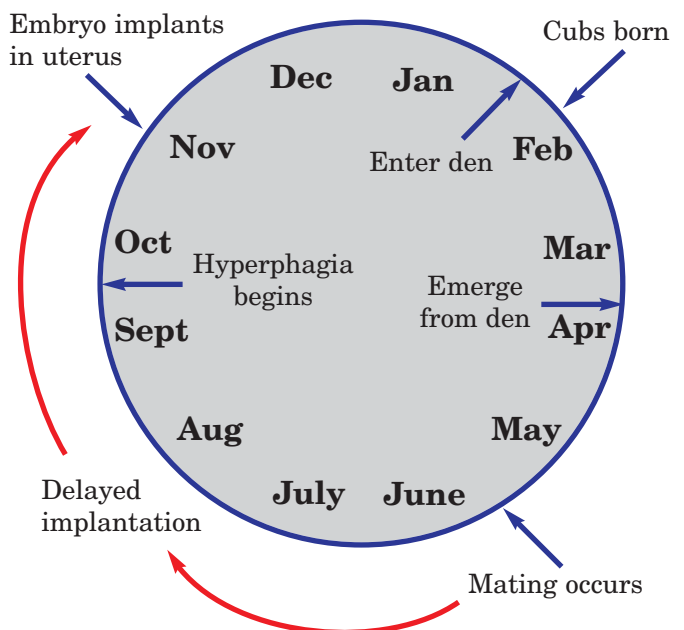 Embryo implants
in uterus
Cubs born
Dec
Jan
Nov
Enter den
Feb
Oct
Hyperphagia
begins
Mar
Emerge
from den
Sept
Apr
Aug
May
July
June
Delayed
implantation
Mating occurs